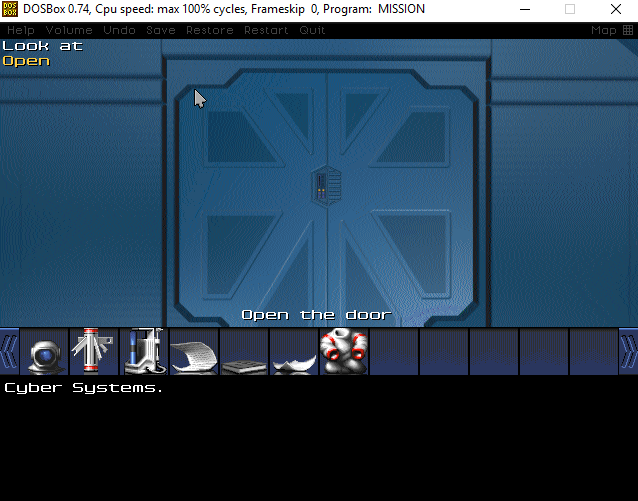 DOSBox 0.74, Cpu speed: max 100% cycles, Frameskip 0, Program: MISSION
Help Volume Undo Save Restore Restart Quit Map
Look at
Open
Open the door
Cyber Systems.